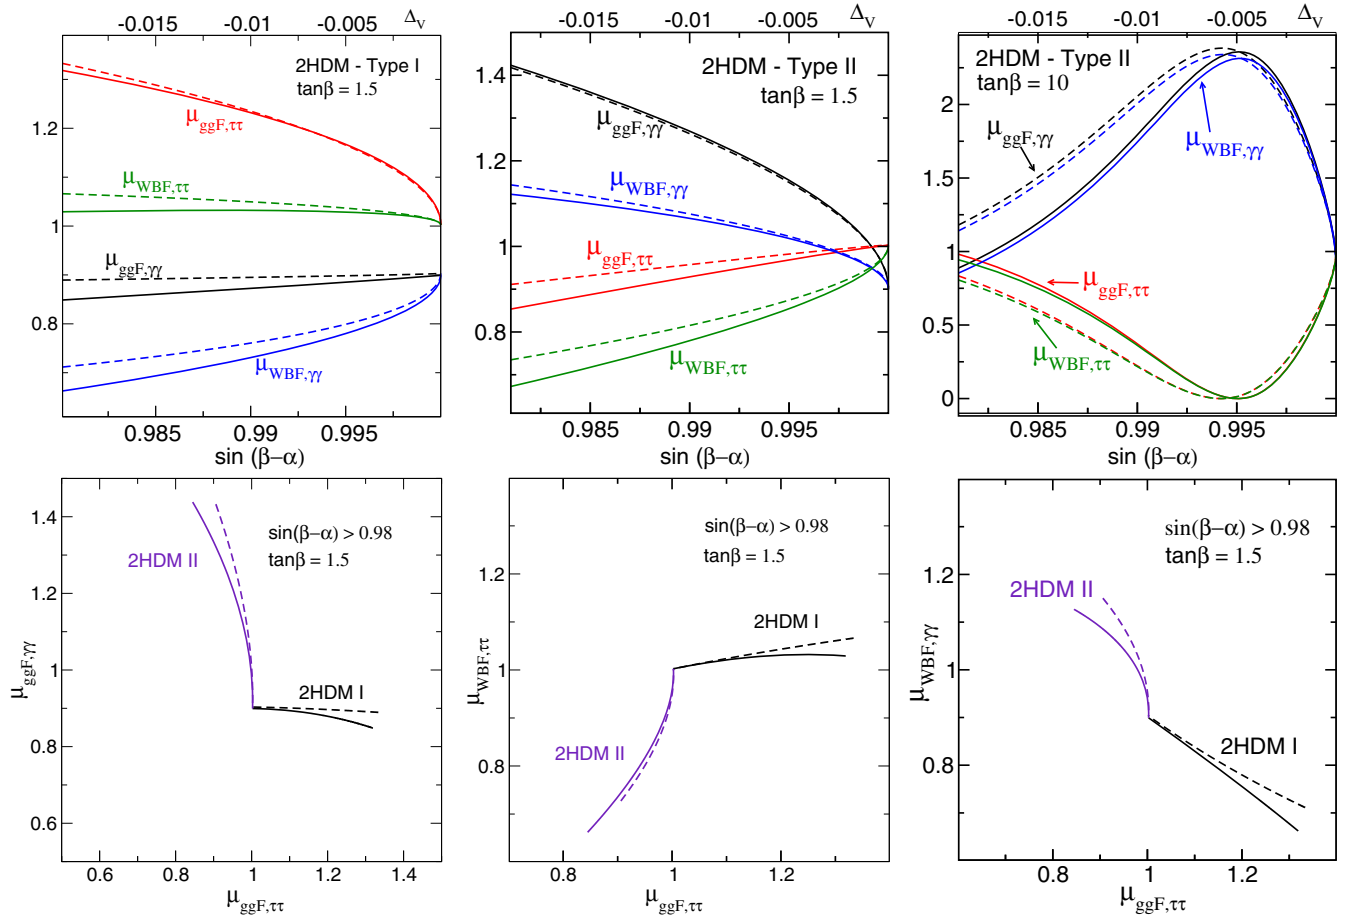 -0.015 -0.01 -0.005 Δ_V
2HDM - Type I
tanβ = 1.5
μ_ggF,ττ
μ_WBF,ττ
μ_ggF,γγ
μ_WBF,γγ
1.2
1
0.8
0.985 0.99 0.995
sin (β−α)
-0.015 -0.01 -0.005 Δ_V
2HDM - Type II
tanβ = 1.5
μ_ggF,γγ
μ_WBF,γγ
μ_ggF,ττ
μ_WBF,ττ
1.4
1.2
1
0.8
0.985 0.99 0.995
sin (β−α)
-0.015 -0.01 -0.005 Δ_V
2HDM - Type II
tanβ = 10
μ_ggF,γγ
μ_WBF,γγ
μ_ggF,ττ
μ_WBF,ττ
2
1.5
1
0.5
0
0.985 0.99 0.995
sin (β−α)
μ_ggF,γγ
1.4
1.2
1
0.8
0.6
sin(β−α) > 0.98
tanβ = 1.5
2HDM II
2HDM I
0.6 0.8 1 1.2 1.4
μ_ggF,ττ
μ_WBF,ττ
1.2
1
0.8
sin(β−α) > 0.98
tanβ = 1.5
2HDM I
2HDM II
0.8 1 1.2
μ_ggF,ττ
μ_WBF,γγ
1.2
1
0.8
sin(β−α) > 0.98
tanβ = 1.5
2HDM II
2HDM I
0.8 1 1.2
μ_ggF,ττ